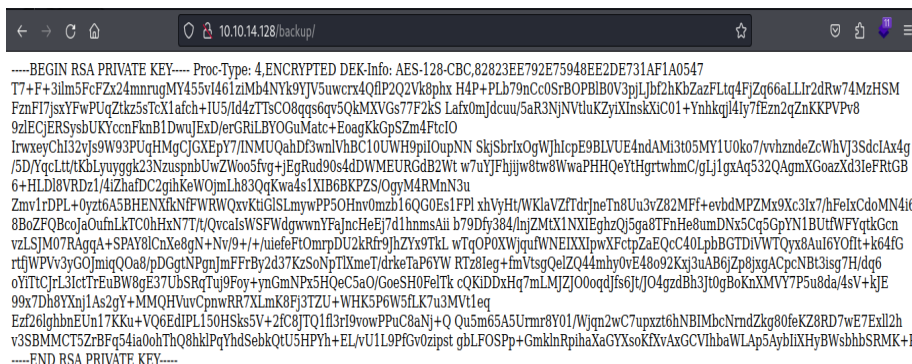 10.10.14.128/backup/
11
-----BEGIN RSA PRIVATE KEY----- Proc-Type: 4,ENCRYPTED DEK-Info: AES-128-CBC,82823EE792E75948EE2DE731AF1A0547
T7+F+3ilm5FcFZx24mnrugMY455vI461ziMb4NYk9YJV5uwcrx4QflP2Q2Vk8phx H4P+PLb79nCc0SrBOPBlB0V3pjLJbf2hKbZazFLtq4FjZq66aLLIr2dRw74MzHSM
FznFI7jsxYFwPUqZtkz5sTcX1afch+IU5/Id4zTTsCO8qqs6qv5QkMXVGs77F2kS Lafx0mJdcuu/5aR3NjNVtluKZyiXInskXiC01+Ynhkqjl4Iy7fEzn2qZnKKPVPv8
9zlECjERSysbUKYccnFknB1DwuJExD/erGRiLBYOGuMatc+EoagkKgpSZm4FtcIO
IrwxeyChI32vJs9W93PUqHMgCJGXEpY7/INMUQahDf3wnlVhBC10UWH9piIOupNN SkjSbrIxOgWJhIcpE9BLVUE4ndAMi3t05MY1U0ko7/vvhzndeZcWhVJ3SdcIAx4g
/5D/YqcLtt/tKbLyuyggk23NzuspnbUwZWoo5fvg+jEgRud90s4dDWMEURGdB2Wt w7uYJFhjijw8tw8WwaPHHQeYtHgrtwhmC/gLj1gxAq532QAgmXGoazXd3IeFRtGB
6+HLDl8VRDz1/4iZhafDC2gihKeWOjmLh83QqKwa4s1XIB6BKPZS/OgyM4RMnN3u
Zmv1rDPL+0yzt6A5BHENXfkNfFWRWQxvKtiGlSLmywPP5OHnv0mzb16QG0Es1FPl xhVyHt/WKlaVZfTdrJneTn8Uu3vZ82MFf+evbdMPZMx9Xc3Ix7/hFeIxCdoMN4i6
8BoZFQBcoJaOufnLkTC0hHxN7T/t/QvcaIsWSFWdgwwnYFaJncHeEj7d1hnmsAii b79Dfy384/lnjZMtX1NXIEghzQj5ga8TFnHe8umDNx5Cq5GpYN1BUtfWFYqtkGcn
vzLSJM07RAgqA+SPAY8lCnXe8gN+Nv/9+/+/uiefeFtOmrpDU2kRfr9JhZYx9TkL wTqOP0XWjqufWNEIXXIpwXFctpZaEQcC40LpbBGTDiVWTQyx8AuI6YOfIt+k64fG
rtfjWPVv3yGOJmiqQOa8/pDGgtNPgnJmFFrBy2d37KzSoNpTlXmeT/drkeTaP6YW RTz8Ieg+fmVtsgQelZQ44mhy0vE48o92Kxj3uAB6jZp8jxgACpcNBt3isg7H/dq6
oYiTtCJrL3IctTrEuBW8gE37UbSRqTuj9Foy+ynGmNPx5HQeC5aO/GoeSH0FelTk cQKiDDxHq7mLMJZJO0oqdJfs6Jt/JO4gzdBh3Jt0gBoKnXMVY7P5u8da/4sV+kJE
99x7Dh8YXnj1As2gY+MMQHVuvCpnwRR7XLmK8Fj3TZU+WHK5P6W5fLK7u3MVt1eq
Ezf26lghbnEUn17KKu+VQ6EdIPL150HSks5V+2fC8JTQ1fl3rI9vowPPuC8aNj+Q Qu5m65A5Urmr8Y01/Wjqn2wC7upxzt6hNBIMbcNrndZkg80feKZ8RD7wE7Exll2h
v3SBMMCT5ZrBFq54ia0ohThQ8hklPqYhdSebkQtU5HPYh+EL/vU1L9PfGv0zipst gbLFOSPp+GmklnRpihaXaGYXsoKfXvAxGCVIhbaWLAp5AybIiXHyBWsbhbSRMK+
-----END RSA PRIVATE KEY-----